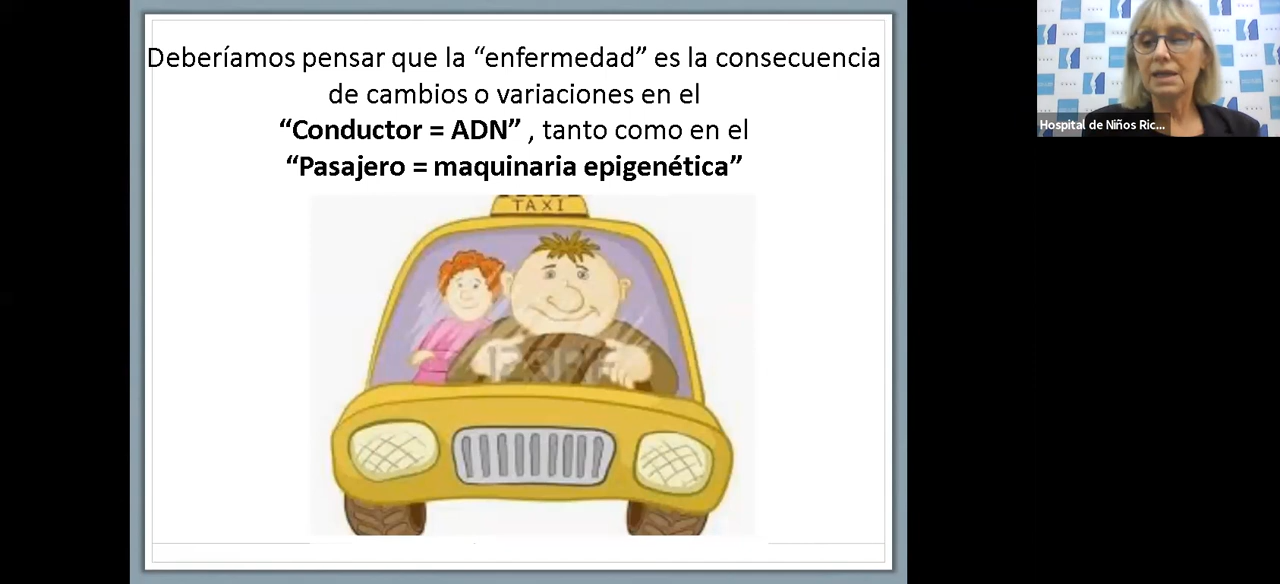 Deberíamos pensar que la “enfermedad” es la consecuencia
de cambios o variaciones en el
“Conductor = ADN” , tanto como en el
“Pasajero = maquinaria epigenética”
TAXI
123RF
Hospital de Niños Ric...